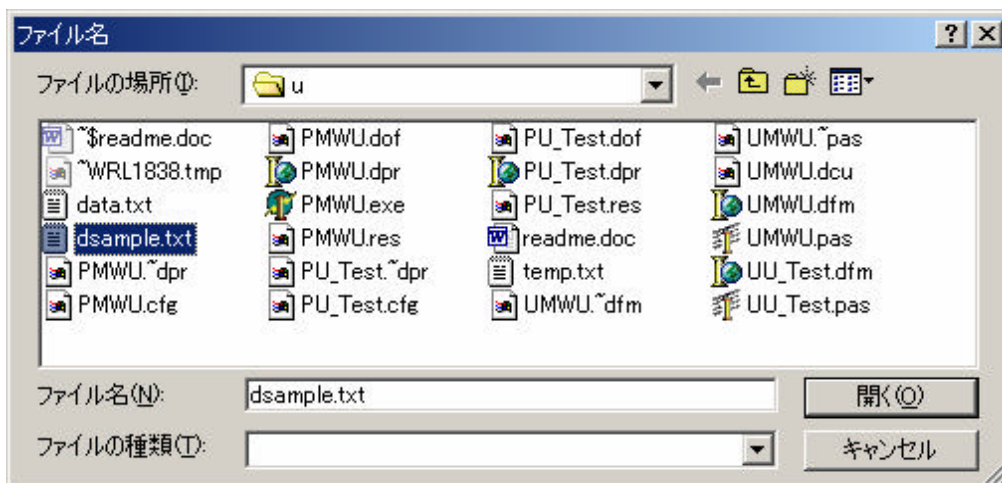 ファイル名
ファイルの場所(I):
u
~$readme.doc
~WRL1838.tmp
data.txt
dsample.txt
PMWU.~dpr
PMWU.cfg
PMWU.dof
PMWU.dpr
PMWU.exe
PMWU.res
PU_Test.~dpr
PU_Test.cfg
PU_Test.dof
PU_Test.dpr
PU_Test.res
readme.doc
temp.txt
UMWU.~dfm
UMWU.~pas
UMWU.dcu
UMWU.dfm
UMWU.pas
UU_Test.dfm
UU_Test.pas
ファイル名(N):
dsample.txt
開く(O)
ファイルの種類(T):
キャンセル